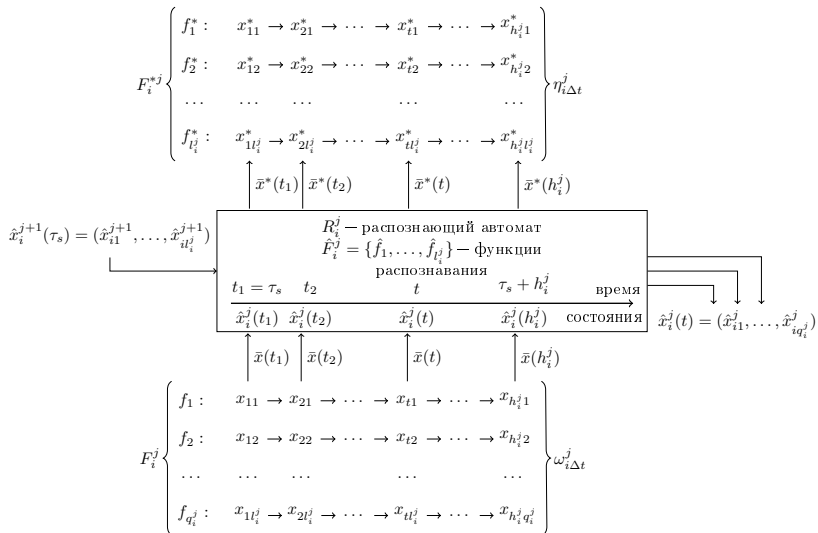 f_1^* : x_{11}^* → x_{21}^* → ⋯ → x_{t1}^* → ⋯ → x_{h_i^j 1}^*
f_2^* : x_{12}^* → x_{22}^* → ⋯ → x_{t2}^* → ⋯ → x_{h_i^j 2}^*
F_i^{*j} η_{iΔt}^j
⋯ ⋯ ⋯ ⋯ ⋯
f_{l_i^j}^* : x_{1l_i^j}^* → x_{2l_i^j}^* → ⋯ → x_{tl_i^j}^* → ⋯ → x_{h_i^j l_i^j}^*
x̄^*(t_1) x̄^*(t_2) x̄^*(t) x̄^*(h_i^j)
R_i^j – распознающий автомат
x̂_i^{j+1}(τ_s) = (x̂_{i1}^{j+1}, …, x̂_{il_i^j}^{j+1})
F̂_i^j = {f̂_1, …, f̂_{l_i^j}} – функции
распознавания
t_1 = τ_s t_2 t τ_s + h_i^j время
x̂_i^j(t_1) x̂_i^j(t_2) x̂_i^j(t) x̂_i^j(h_i^j) состояния
x̂_i^j(t) = (x̂_{i1}^j, …, x̂_{iq_i^j}^j)
x̄(t_1) x̄(t_2) x̄(t) x̄(h_i^j)
f_1 : x_{11} → x_{21} → ⋯ → x_{t1} → ⋯ → x_{h_i^j 1}
f_2 : x_{12} → x_{22} → ⋯ → x_{t2} → ⋯ → x_{h_i^j 2}
F_i^j ω_{iΔt}^j
⋯ ⋯ ⋯ ⋯ ⋯
f_{q_i^j} : x_{1l_i^j} → x_{2l_i^j} → ⋯ → x_{tl_i^j} → ⋯ → x_{h_i^j q_i^j}